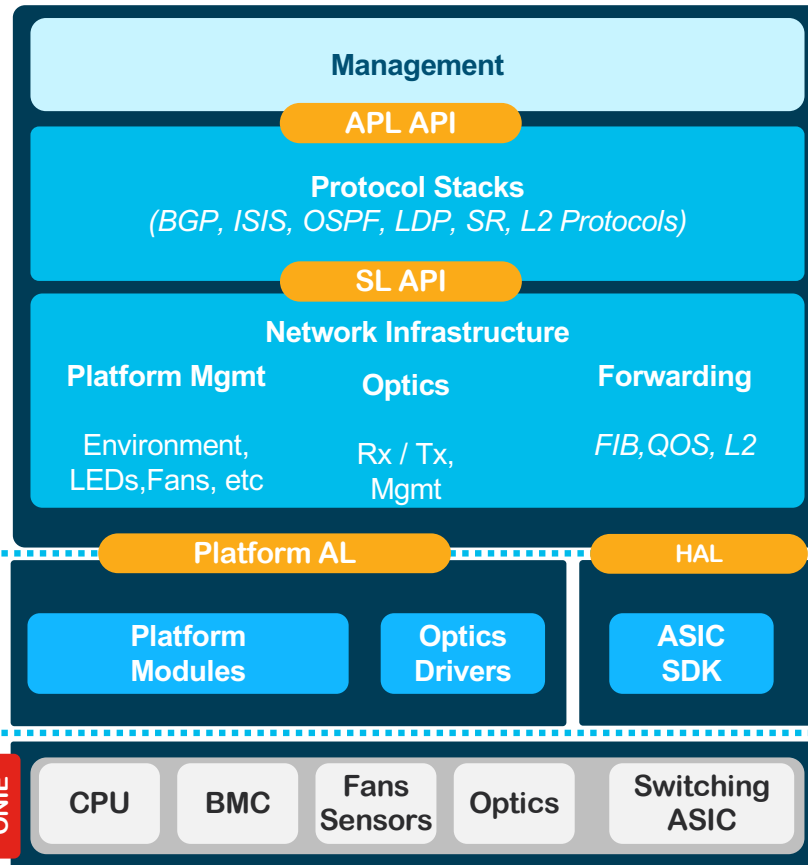 Management
APL API
Protocol Stacks
(BGP, ISIS, OSPF, LDP, SR, L2 Protocols)
SL API
Network Infrastructure
Platform Mgmt
Environment,
LEDs,Fans, etc
Optics
Rx / Tx,
Mgmt
Forwarding
FIB,QOS, L2
Platform AL
HAL
Platform
Modules
Optics
Drivers
ASIC
SDK
ONIE
CPU
BMC
Fans
Sensors
Optics
Switching
ASIC